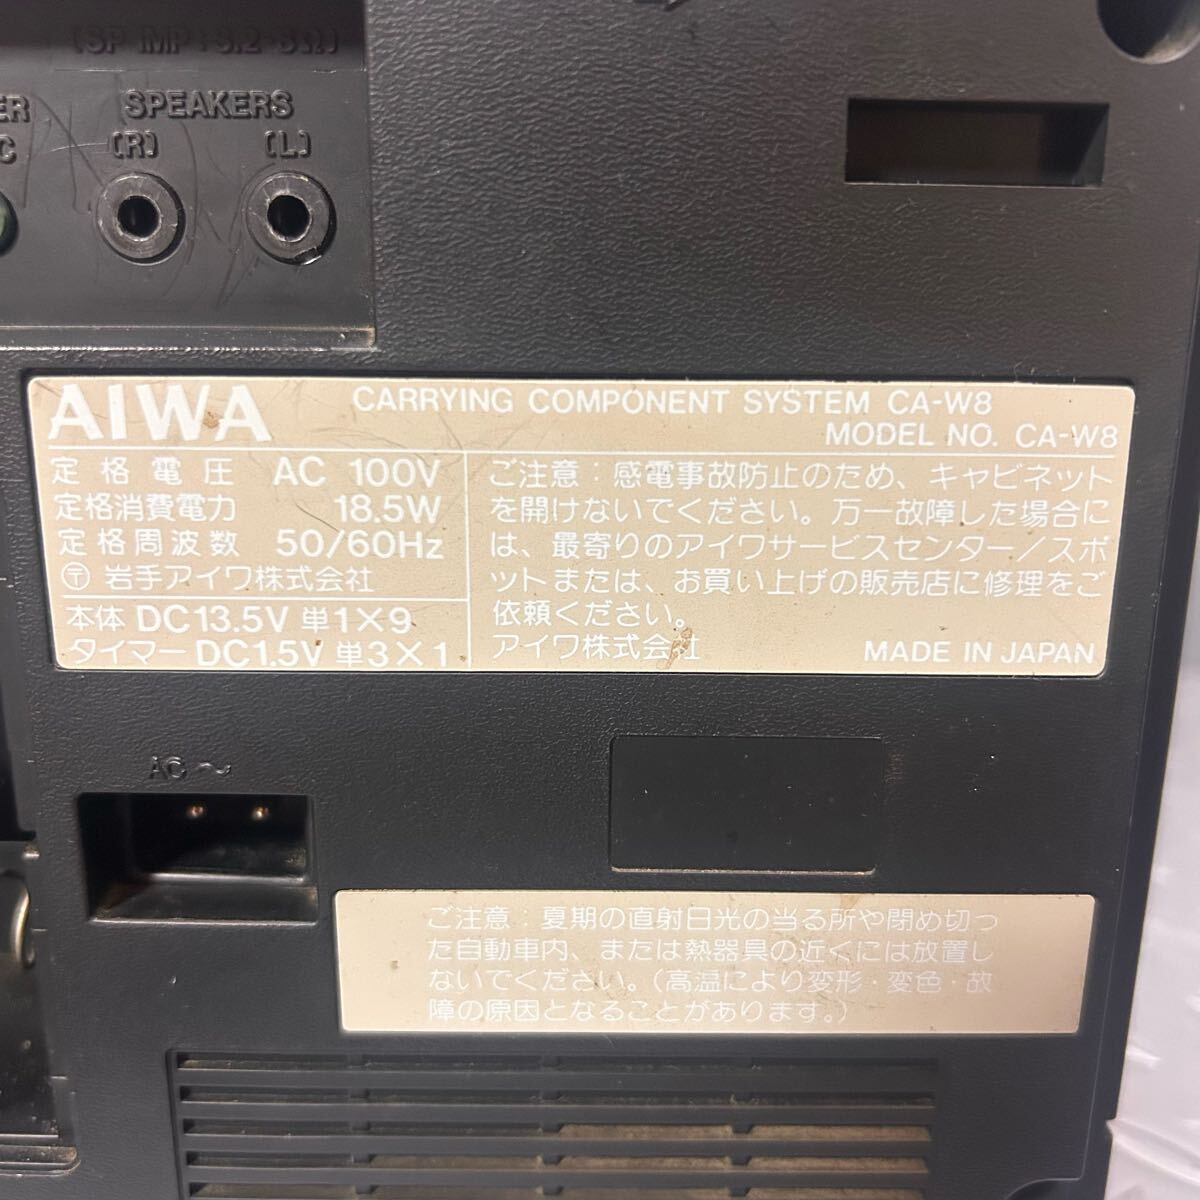 (SP IMP : 3.2-8Ω)
ER
C
SPEAKERS
(R) (L)
AIWA
CARRYING COMPONENT SYSTEM CA-W8
MODEL NO. CA-W8
定格電圧 AC 100V
定格消費電力 18.5W
定格周波数 50/60Hz
〒 岩手アイワ株式会社
本体 DC13.5V 単1×9
タイマー DC1.5V 単3×1
ご注意：感電事故防止のため、キャビネット
を開けないでください。万一故障した場合に
は、最寄りのアイワサービスセンター/スポ
ットまたは、お買い上げの販売店に修理をご
依頼ください。
アイワ株式会社 MADE IN JAPAN
AC ～
ご注意：夏期の直射日光の当る所や閉め切っ
た自動車内、または熱器具の近くには放置し
ないでください。(高温により変形・変色・故
障の原因となることがあります。)